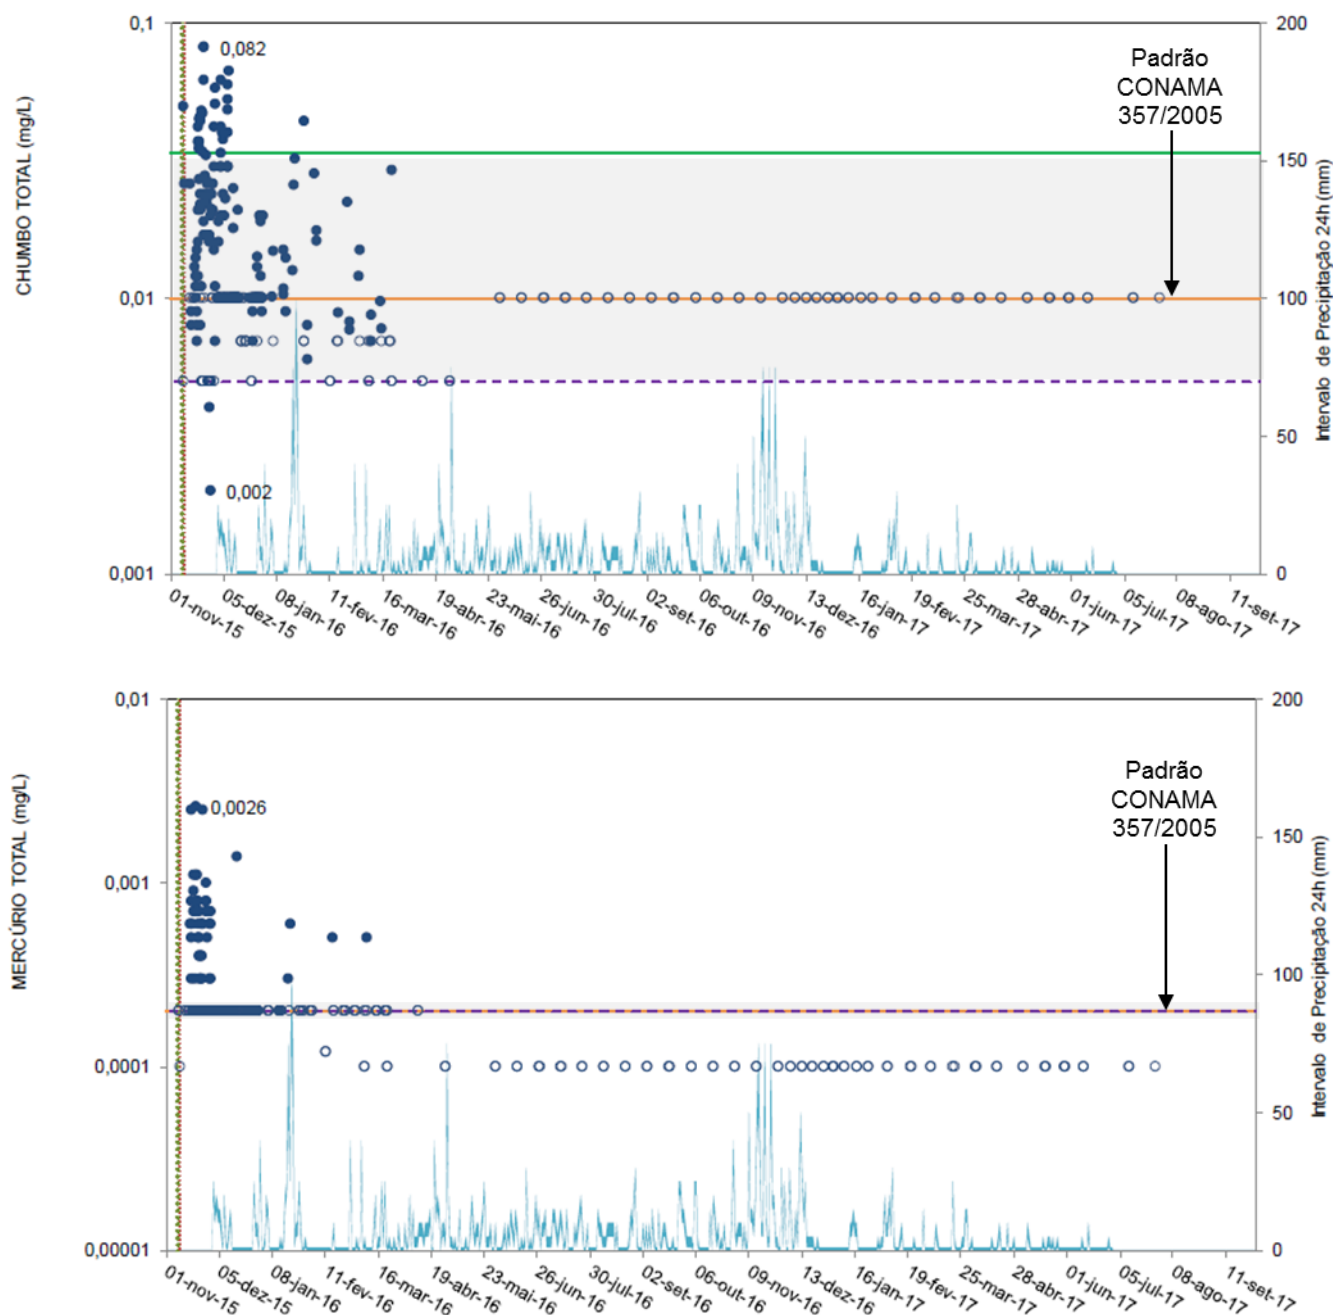 CHUMBO TOTAL (mg/L)
0,1
0,01
0,001
0,082
0,002
Padrão
CONAMA
357/2005
200
150
100
50
0
Intervalo de Precipitação 24h (mm)
01-nov-15
05-dez-15
08-jan-16
11-fev-16
16-mar-16
19-abr-16
23-mai-16
26-jun-16
30-jul-16
02-set-16
06-out-16
09-nov-16
13-dez-16
16-jan-17
19-fev-17
25-mar-17
28-abr-17
01-jun-17
05-jul-17
08-ago-17
11-set-17
MERCÚRIO TOTAL (mg/L)
0,01
0,001
0,0001
0,00001
0,0026
Padrão
CONAMA
357/2005
200
150
100
50
0
Intervalo de Precipitação 24h (mm)
01-nov-15
05-dez-15
08-jan-16
11-fev-16
16-mar-16
19-abr-16
23-mai-16
26-jun-16
30-jul-16
02-set-16
06-out-16
09-nov-16
13-dez-16
16-jan-17
19-fev-17
25-mar-17
28-abr-17
01-jun-17
05-jul-17
08-ago-17
11-set-17